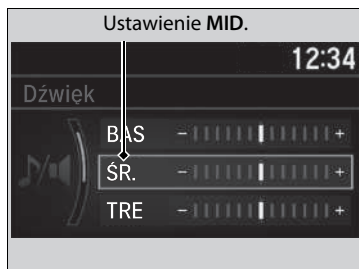 Ustawienie MID.
12:34
Dźwięk
BAS - +
ŚR. - +
TRE - +